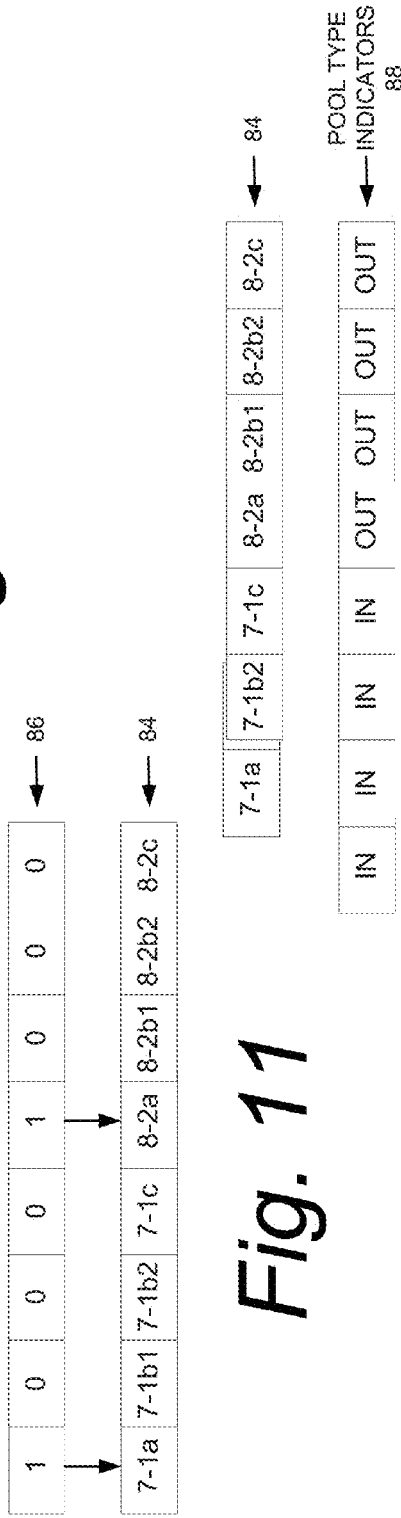 1 0 0 0 1 0 0 0 86
7-1a 7-1b1 7-1b2 7-1c 8-2a 8-2b1 8-2b2 8-2c 84
Fig. 11
7-1a 7-1b2 7-1c 8-2a 8-2b1 8-2b2 8-2c 84
IN IN IN IN OUT OUT OUT OUT POOL TYPE
INDICATORS
88